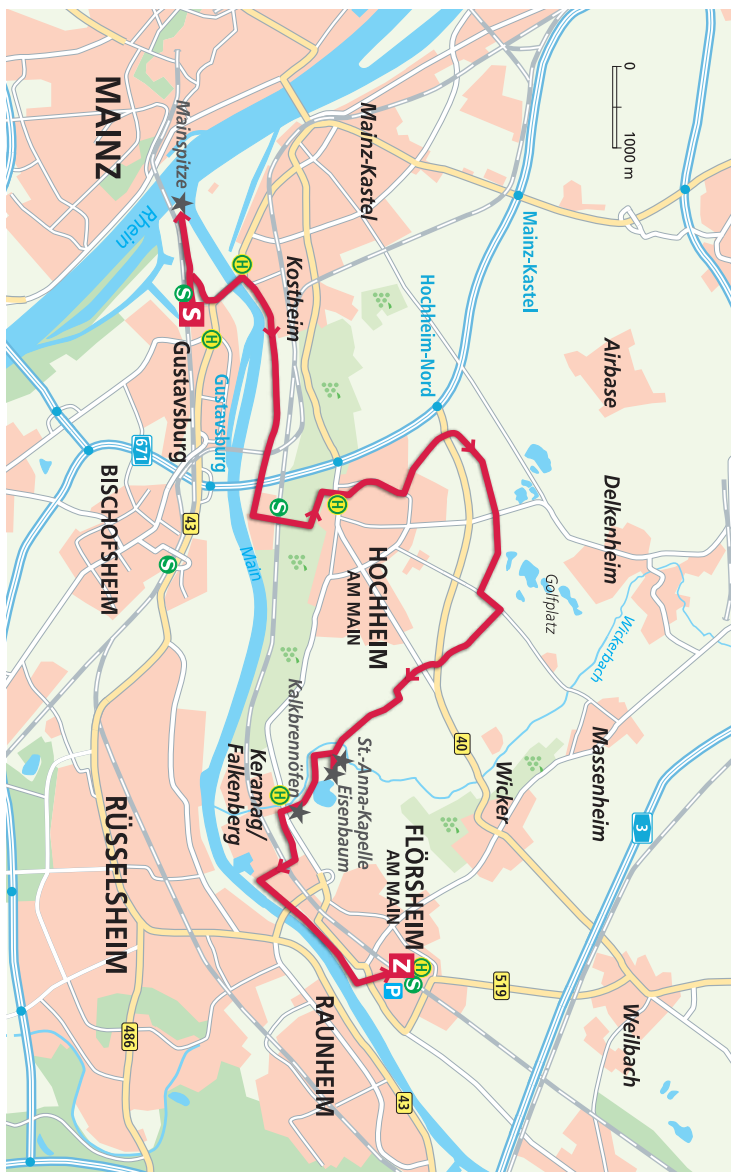 0 1000 m
Airbase
Delkenheim
Massenheim
3
Weilbach
Wickerbach
Golfplatz
Mainz-Kastel
Wicker
519
40
Hochheim-Nord
FLÖRSHEIM
AM MAIN
Z
H
S
P
Mainz-Kastel
HOCHHEIM
AM MAIN
H
St.-Anna-Kapelle
Eisenbaum
Kostheim
S
Kalkbrennöfen
H
Keramag/
Falkenberg
RAUNHEIM
43
H
Main
Gustavsburg
H
Mainspitze
Rhein
S
S
Gustavsburg
43
S
671
MAINZ
BISCHOFSHEIM
RÜSSELSHEIM
486